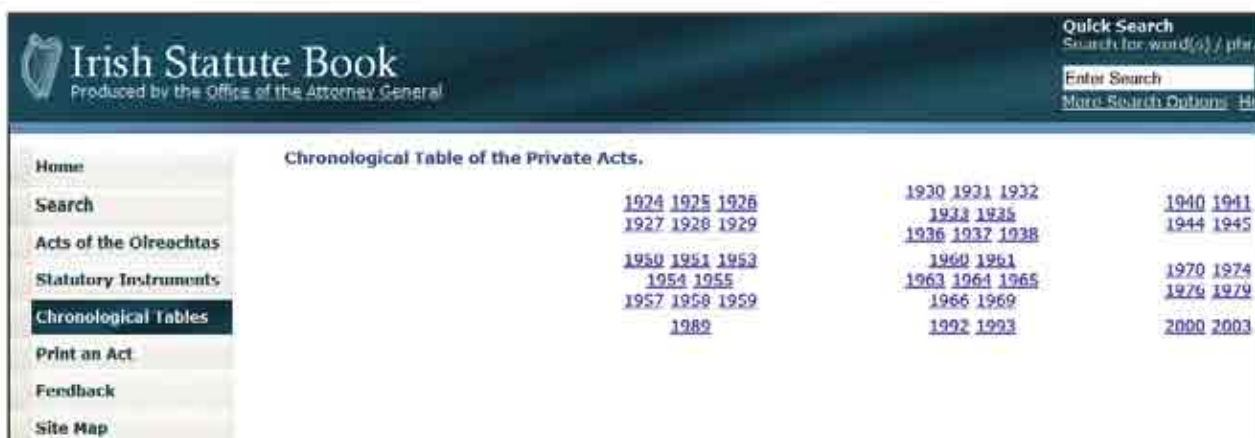 Irish Statute Book
Produced by the Office of the Attorney General
Quick Search
Search for word(s) / phr
Enter Search
More Search Options
Home
Search
Acts of the Oireachtas
Statutory Instruments
Chronological Tables
Print an Act
Feedback
Site Map
Chronological Table of the Private Acts.
1924 1925 1926
1927 1928 1929
1930 1931 1932
1933 1935
1936 1937 1938
1940 1941
1944 1945
1950 1951 1953
1954 1955
1957 1958 1959
1960 1961
1963 1964 1965
1966 1969
1970 1974
1976 1979
1989
1992 1993
2000 2003